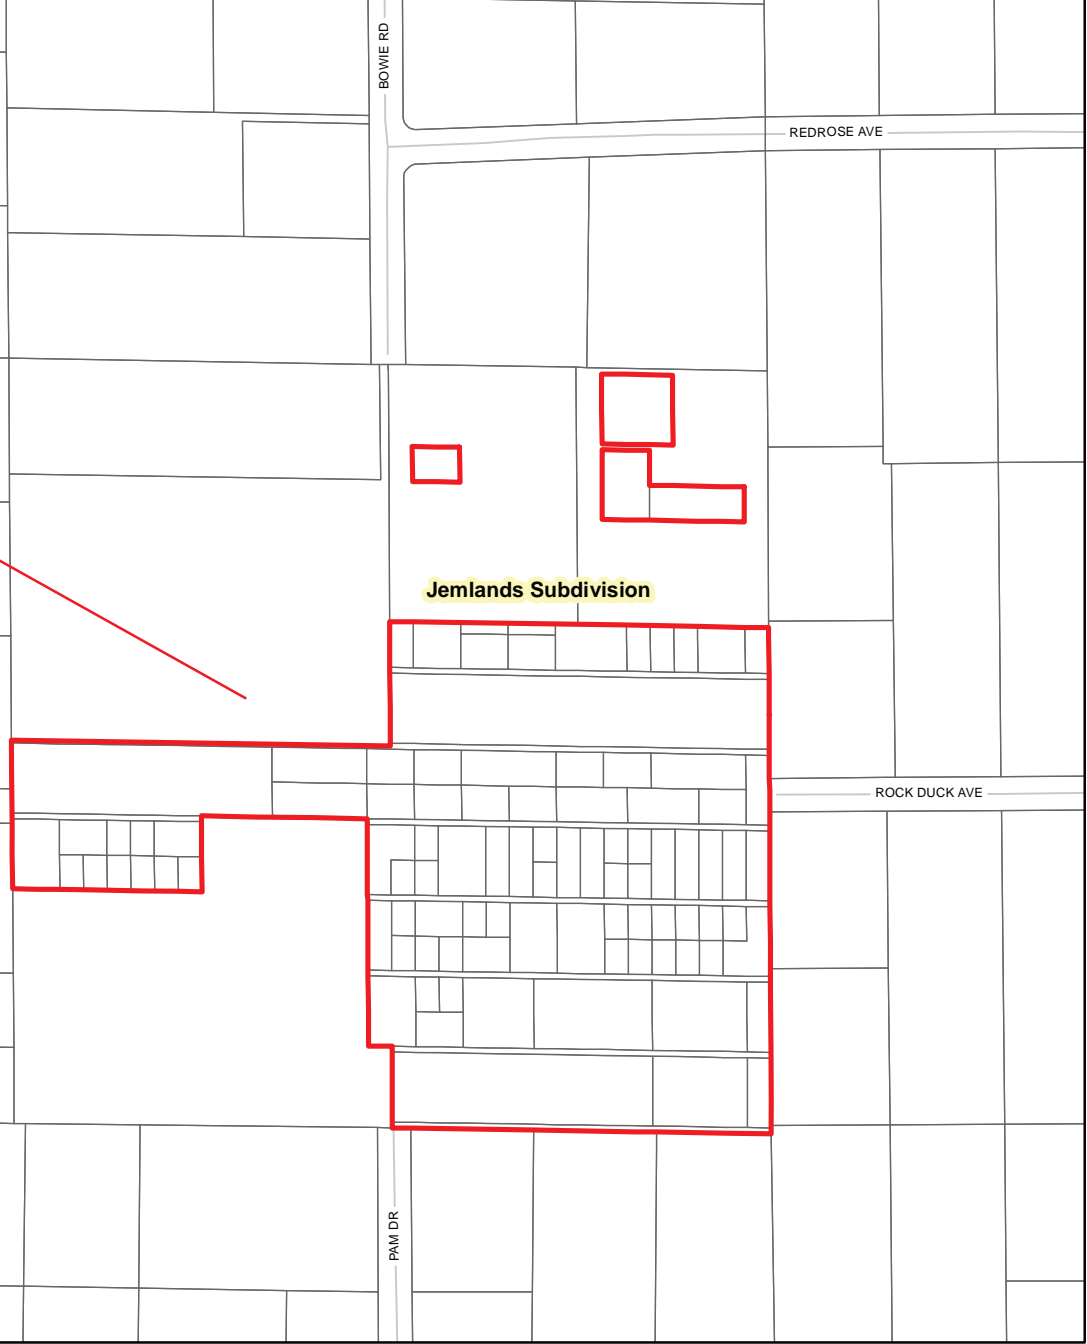 BOWIE RD
REDROSE AVE
Jemlands Subdivision
ROCK DUCK AVE
PAM DR